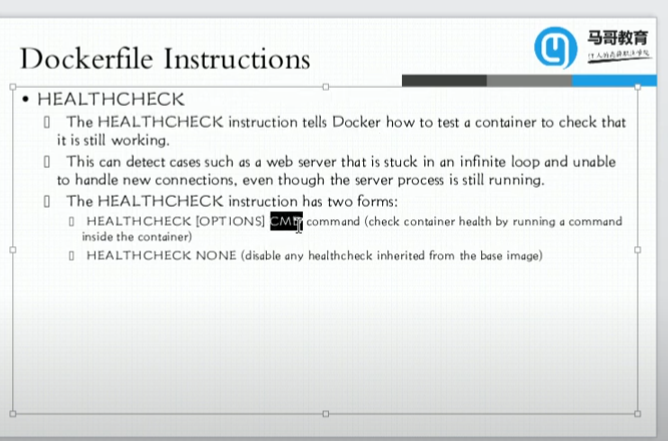 Dockerfile Instructions
马哥教育
• HEALTHCHECK
The HEALTHCHECK instruction tells Docker how to test a container to check that
it is still working.
This can detect cases such as a web server that is stuck in an infinite loop and unable
to handle new connections, even though the server process is still running.
The HEALTHCHECK instruction has two forms:
HEALTHCHECK [OPTIONS] CMD command (check container health by running a command
inside the container)
HEALTHCHECK NONE (disable any healthcheck inherited from the base image)